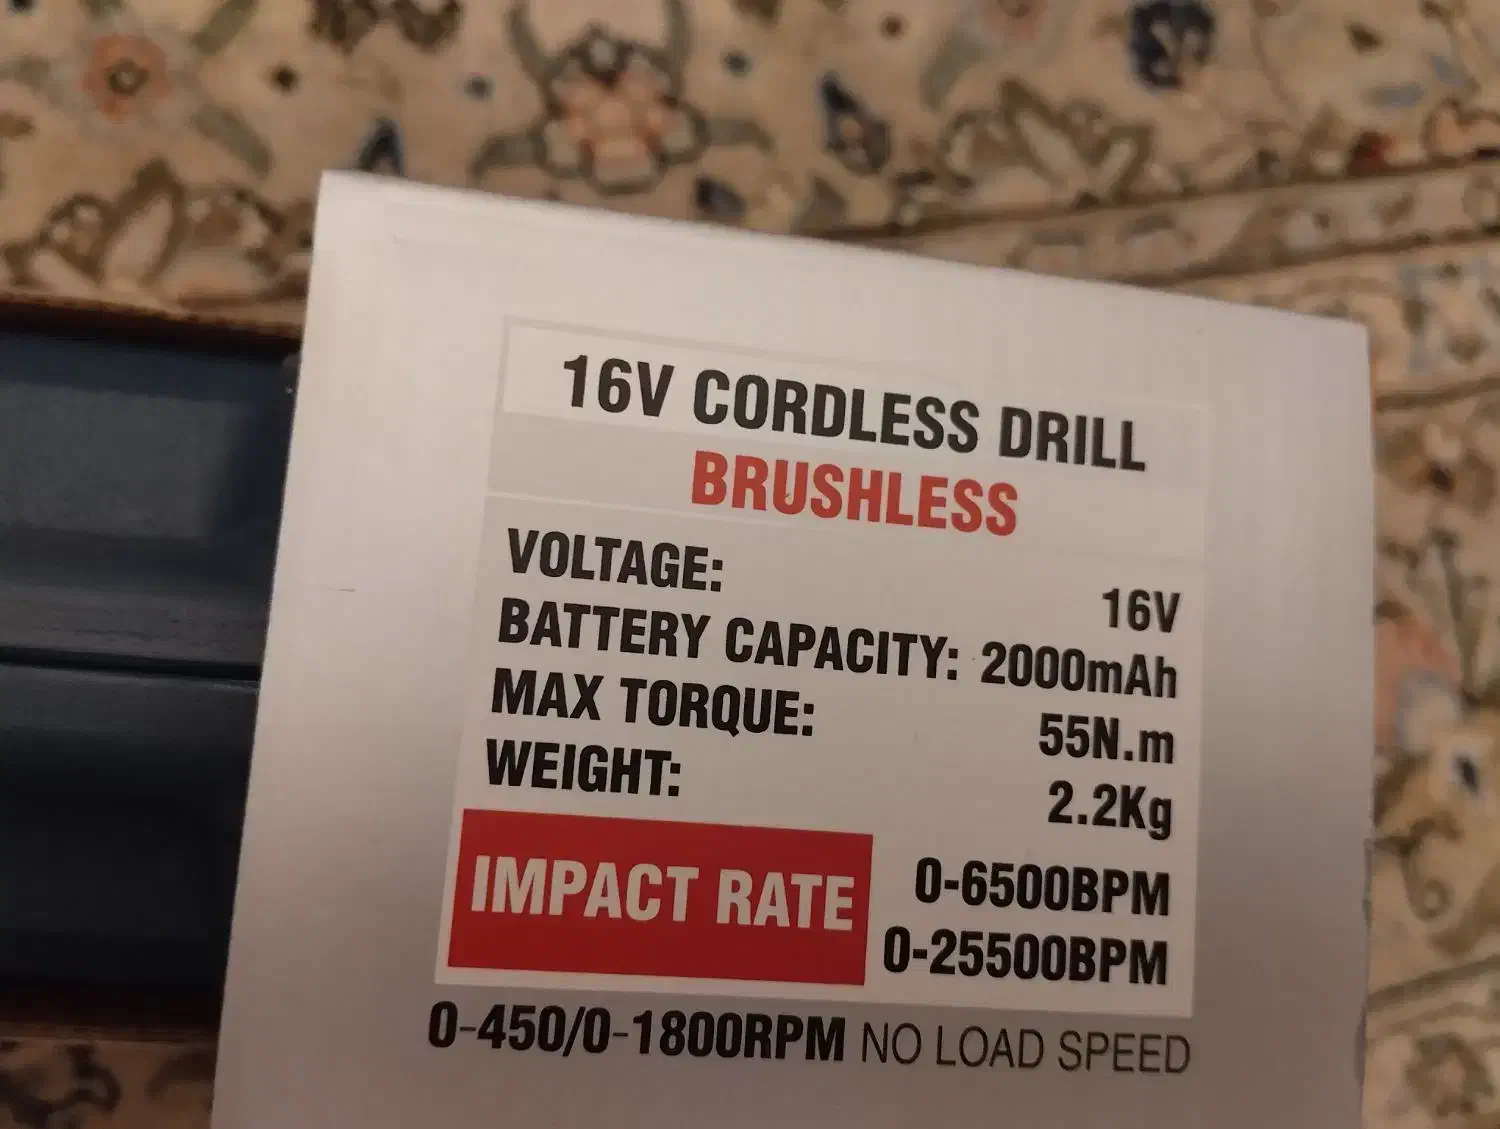 16V CORDLESS DRILL
BRUSHLESS
VOLTAGE: 16V
BATTERY CAPACITY: 2000mAh
MAX TORQUE: 55N.m
WEIGHT: 2.2Kg
IMPACT RATE 0-6500BPM
0-25500BPM
0-450/0-1800RPM NO LOAD SPEED